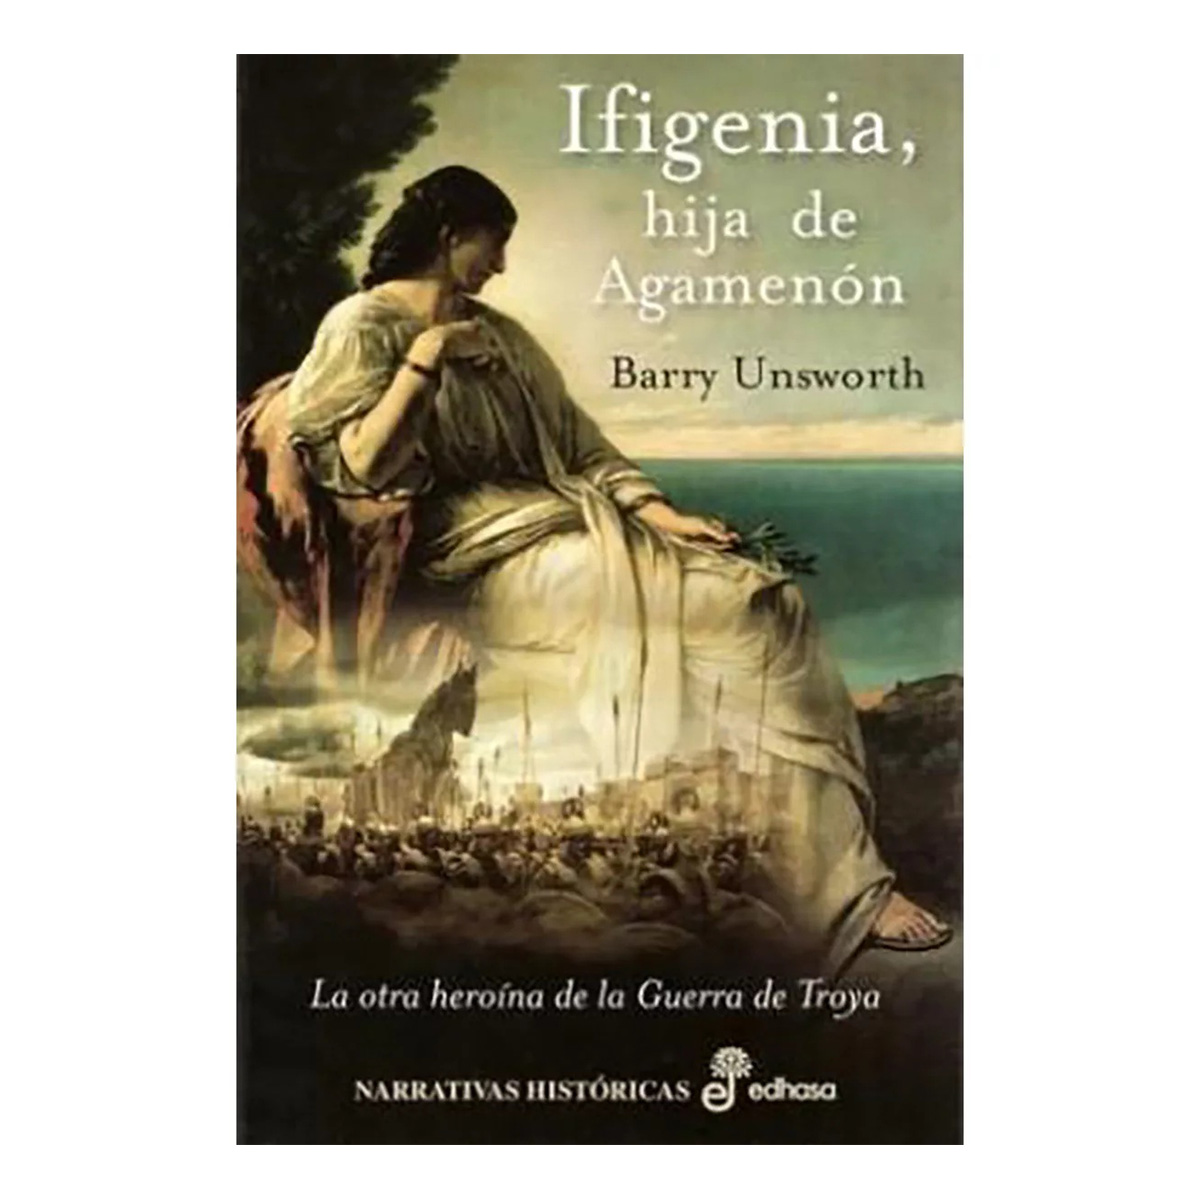 Ifigenia,
hija de
Agamenón
Barry Unsworth
La otra heroína de la Guerra de Troya
NARRATIVAS HISTÓRICAS edhasa